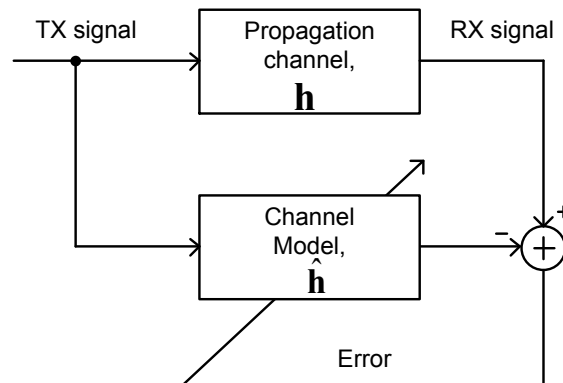 TX signal
Propagation
channel,
h
RX signal
Channel
Model,
ĥ
+
−
+
Error